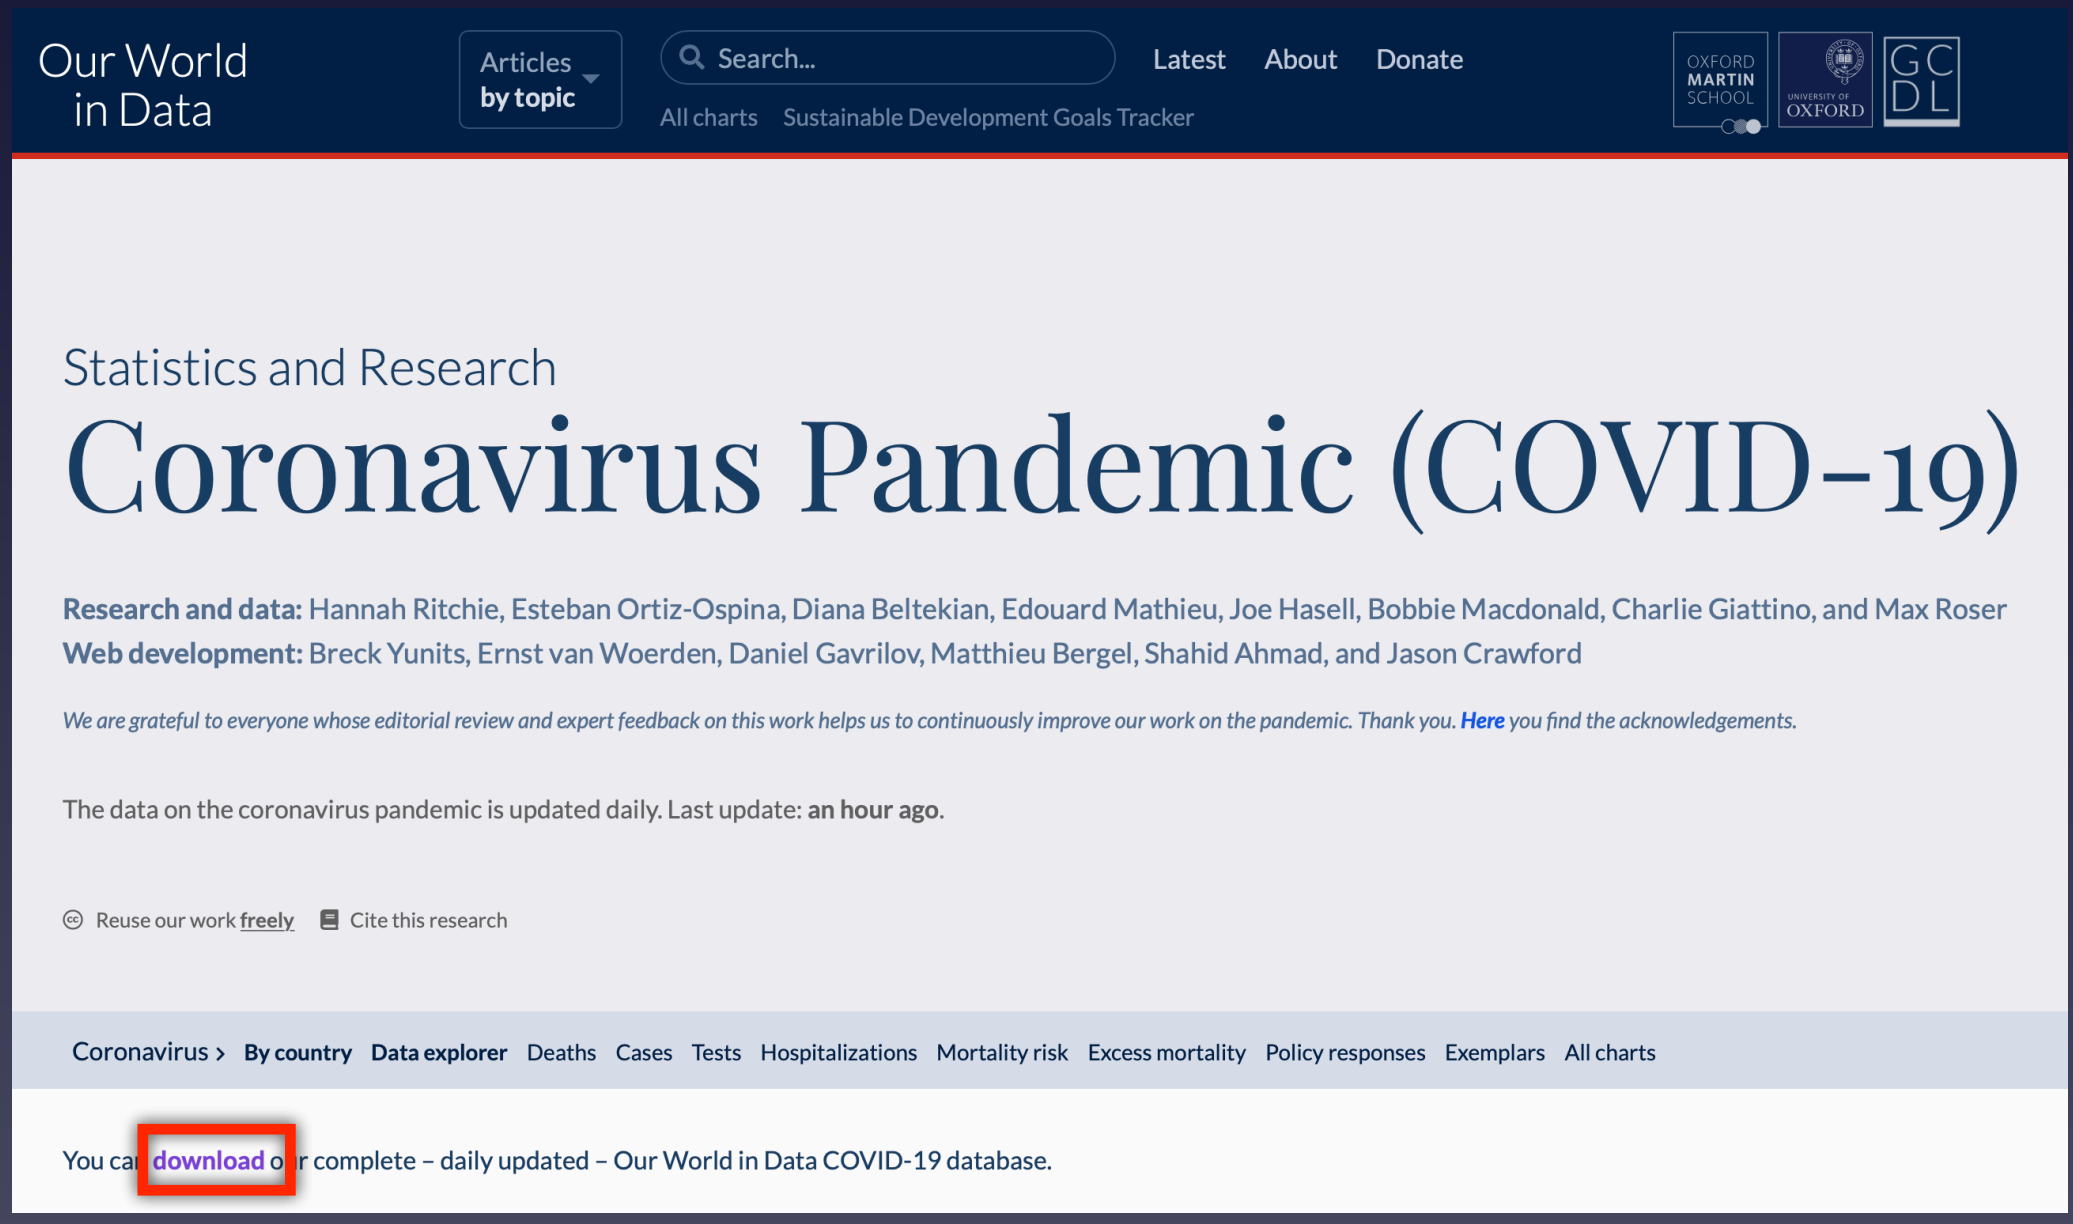 Our World
in Data
Articles
by topic
Search...
Latest
About
Donate
All charts
Sustainable Development Goals Tracker
OXFORD
MARTIN
SCHOOL
UNIVERSITY OF
OXFORD
GC
DL
Statistics and Research
Coronavirus Pandemic (COVID-19)
Research and data: Hannah Ritchie, Esteban Ortiz-Ospina, Diana Beltekian, Edouard Mathieu, Joe Hasell, Bobbie Macdonald, Charlie Giattino, and Max Roser
Web development: Breck Yunits, Ernst van Woerden, Daniel Gavrilov, Matthieu Bergel, Shahid Ahmad, and Jason Crawford
We are grateful to everyone whose editorial review and expert feedback on this work helps us to continuously improve our work on the pandemic. Thank you. Here you find the acknowledgements.
The data on the coronavirus pandemic is updated daily. Last update: an hour ago.
cc Reuse our work freely Cite this research
Coronavirus > By country Data explorer Deaths Cases Tests Hospitalizations Mortality risk Excess mortality Policy responses Exemplars All charts
You can download our complete – daily updated – Our World in Data COVID-19 database.